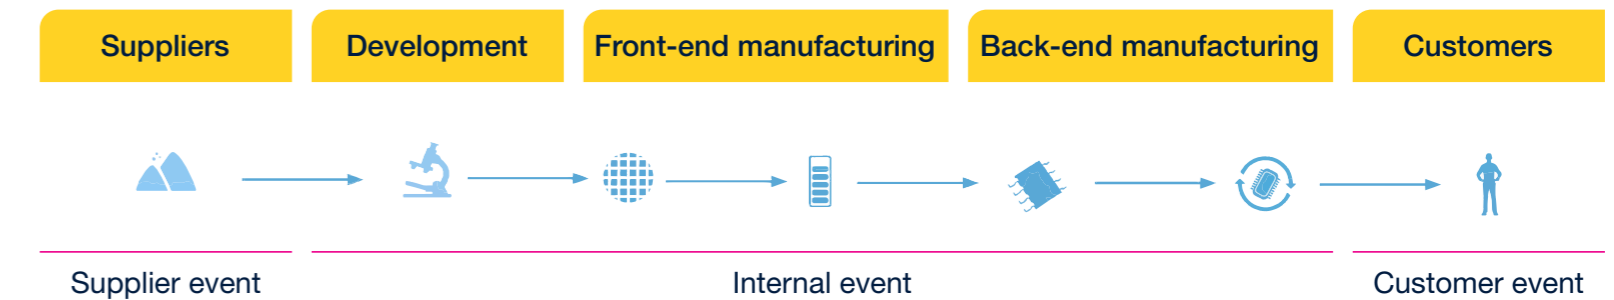 Suppliers
Development
Front-end manufacturing
Back-end manufacturing
Customers
Supplier event
Internal event
Customer event